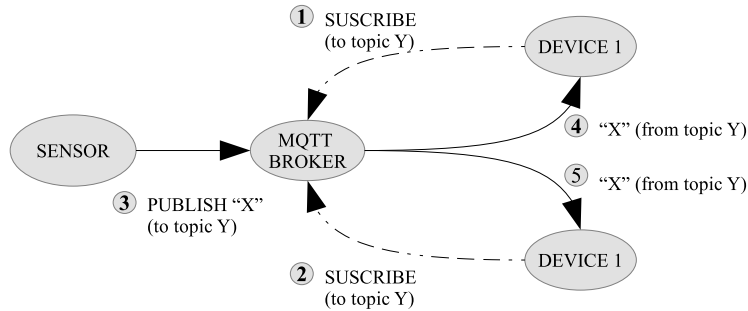 1 SUSCRIBE
(to topic Y)
DEVICE 1
SENSOR
MQTT
BROKER
4 “X” (from topic Y)
5 “X” (from topic Y)
3 PUBLISH “X”
(to topic Y)
DEVICE 1
2 SUSCRIBE
(to topic Y)